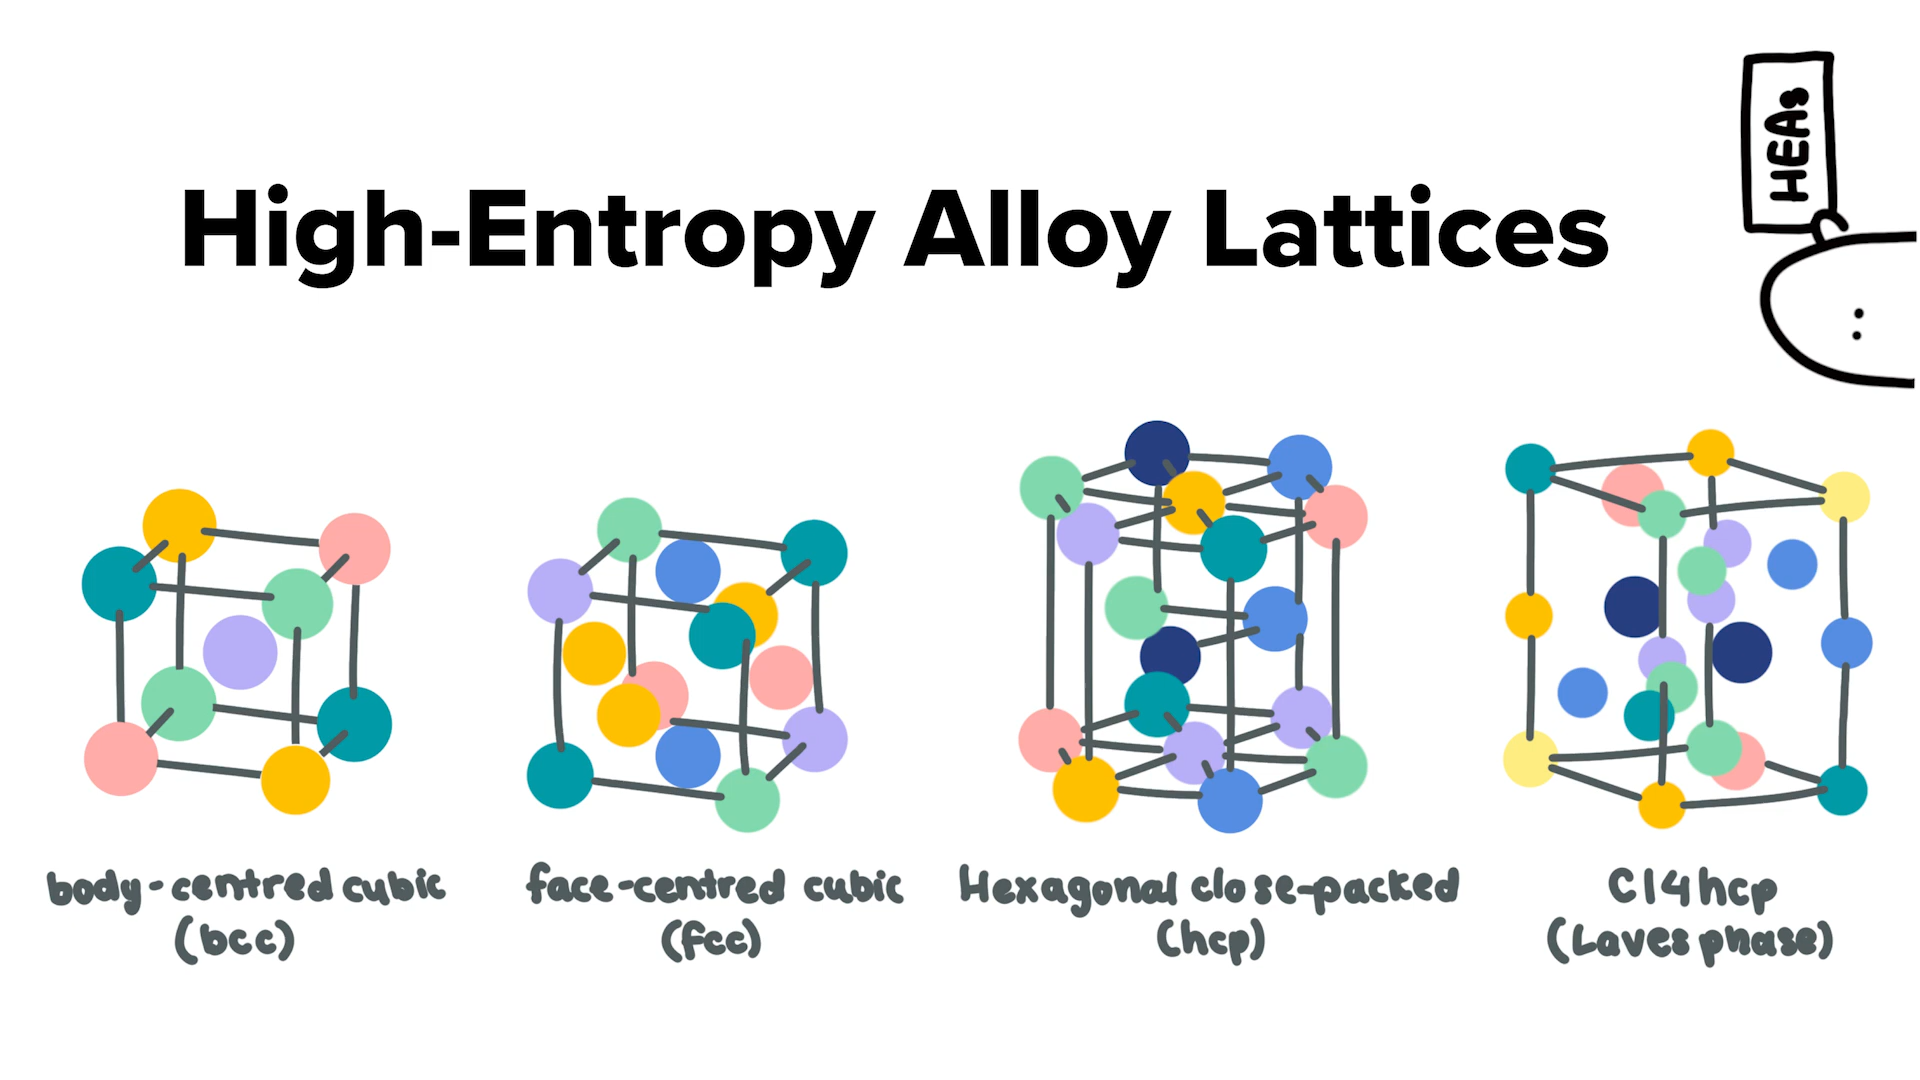 HEAs
High-Entropy Alloy Lattices
body-centred cubic
(bcc)
face-centred cubic
(fcc)
Hexagonal close-packed
(hcp)
C14 hcp
(Laves phase)